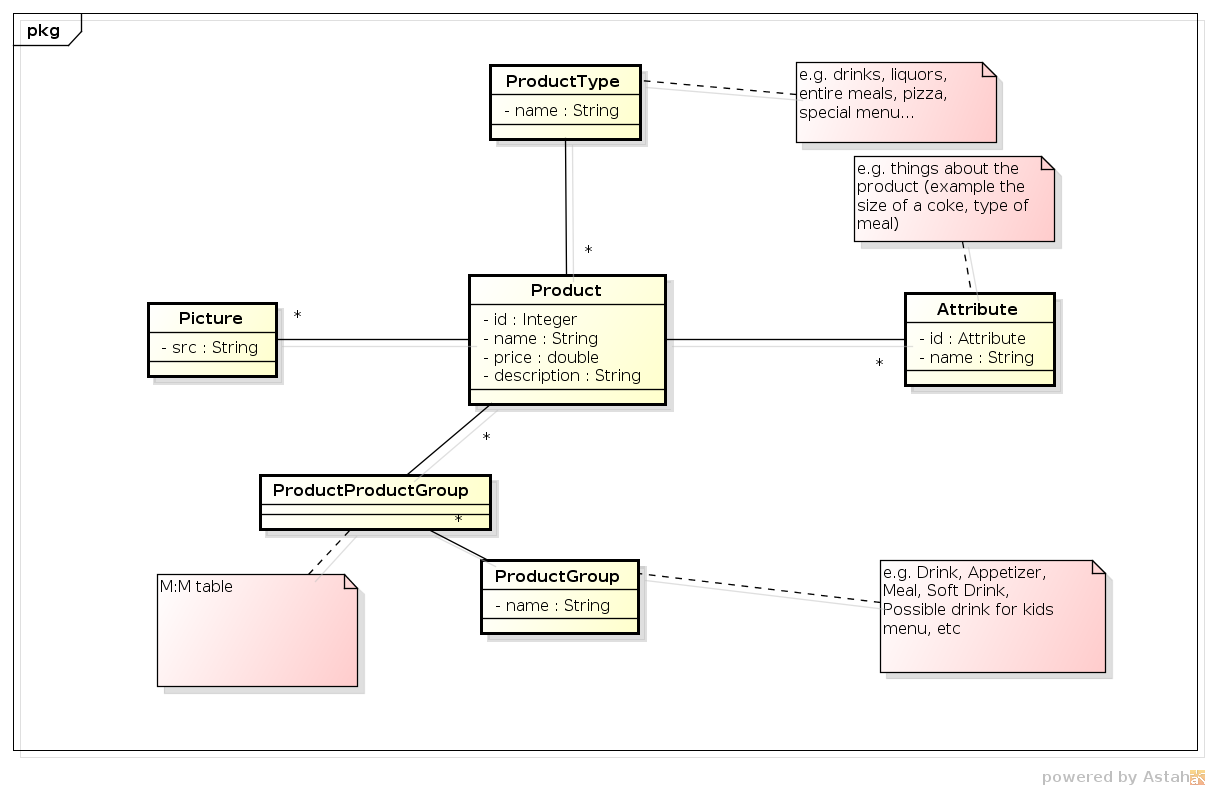 pkg
ProductType
- name : String
e.g. drinks, liquors,
entire meals, pizza,
special menu...
e.g. things about the
product (example the
size of a coke, type of
meal)
*
Picture
- src : String
*
Product
- id : Integer
- name : String
- price : double
- description : String
Attribute
- id : Attribute
- name : String
*
*
ProductProductGroup
*
M:M table
ProductGroup
- name : String
e.g. Drink, Appetizer,
Meal, Soft Drink,
Possible drink for kids
menu, etc
powered by Astah